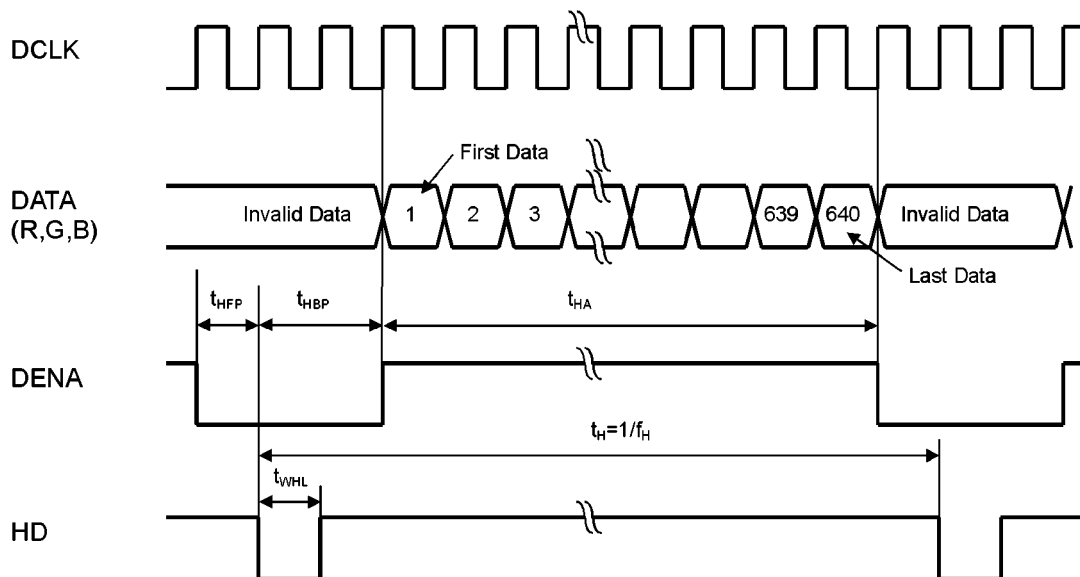 DCLK
First Data
DATA
(R,G,B)
Invalid Data
1
2
3
639
640
Invalid Data
Last Data
tHFP
tHBP
tHA
DENA
tH=1/fH
tWHL
HD